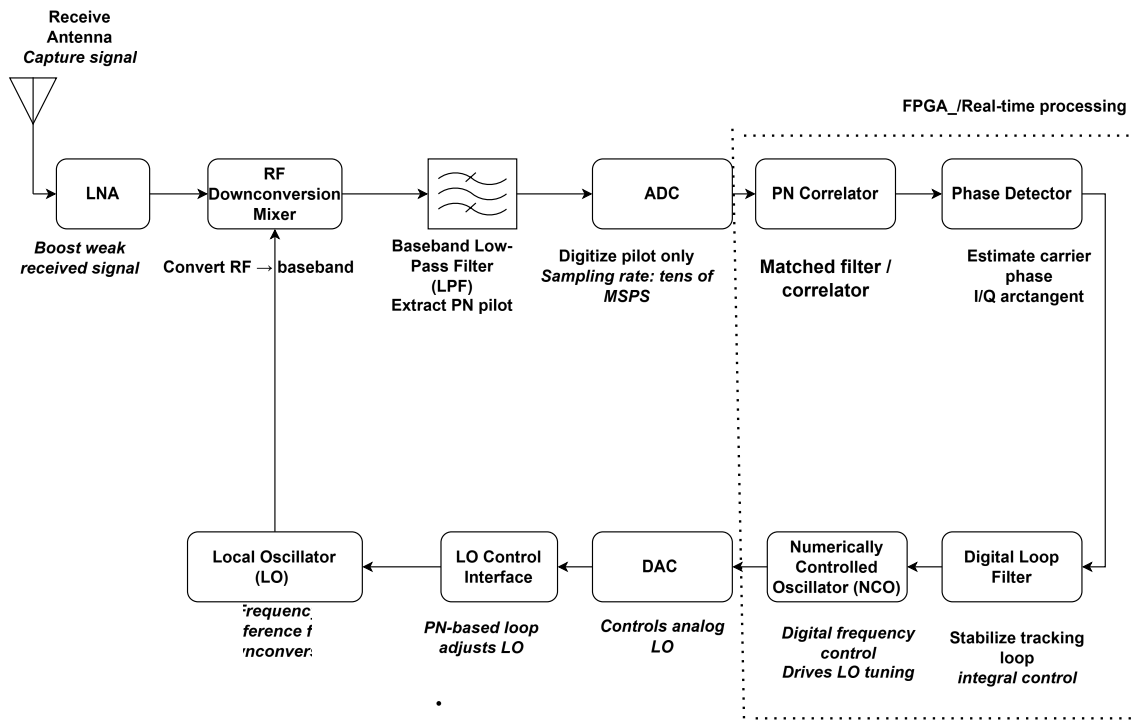 Receive
Antenna
Capture signal
FPGA_/Real-time processing
LNA
RF
Downconversion
Mixer
ADC
PN Correlator
Phase Detector
Boost weak
received signal
Convert RF → baseband
Baseband Low-
Pass Filter
(LPF)
Extract PN pilot
Digitize pilot only
Sampling rate: tens of
MSPS
Matched filter /
correlator
Estimate carrier
phase
I/Q arctangent
Local Oscillator
(LO)
LO Control
Interface
DAC
Numerically
Controlled
Oscillator (NCO)
Digital Loop
Filter
PN-based loop
adjusts LO
Controls analog
LO
Digital frequency
control
Drives LO tuning
Stabilize tracking
loop
integral control